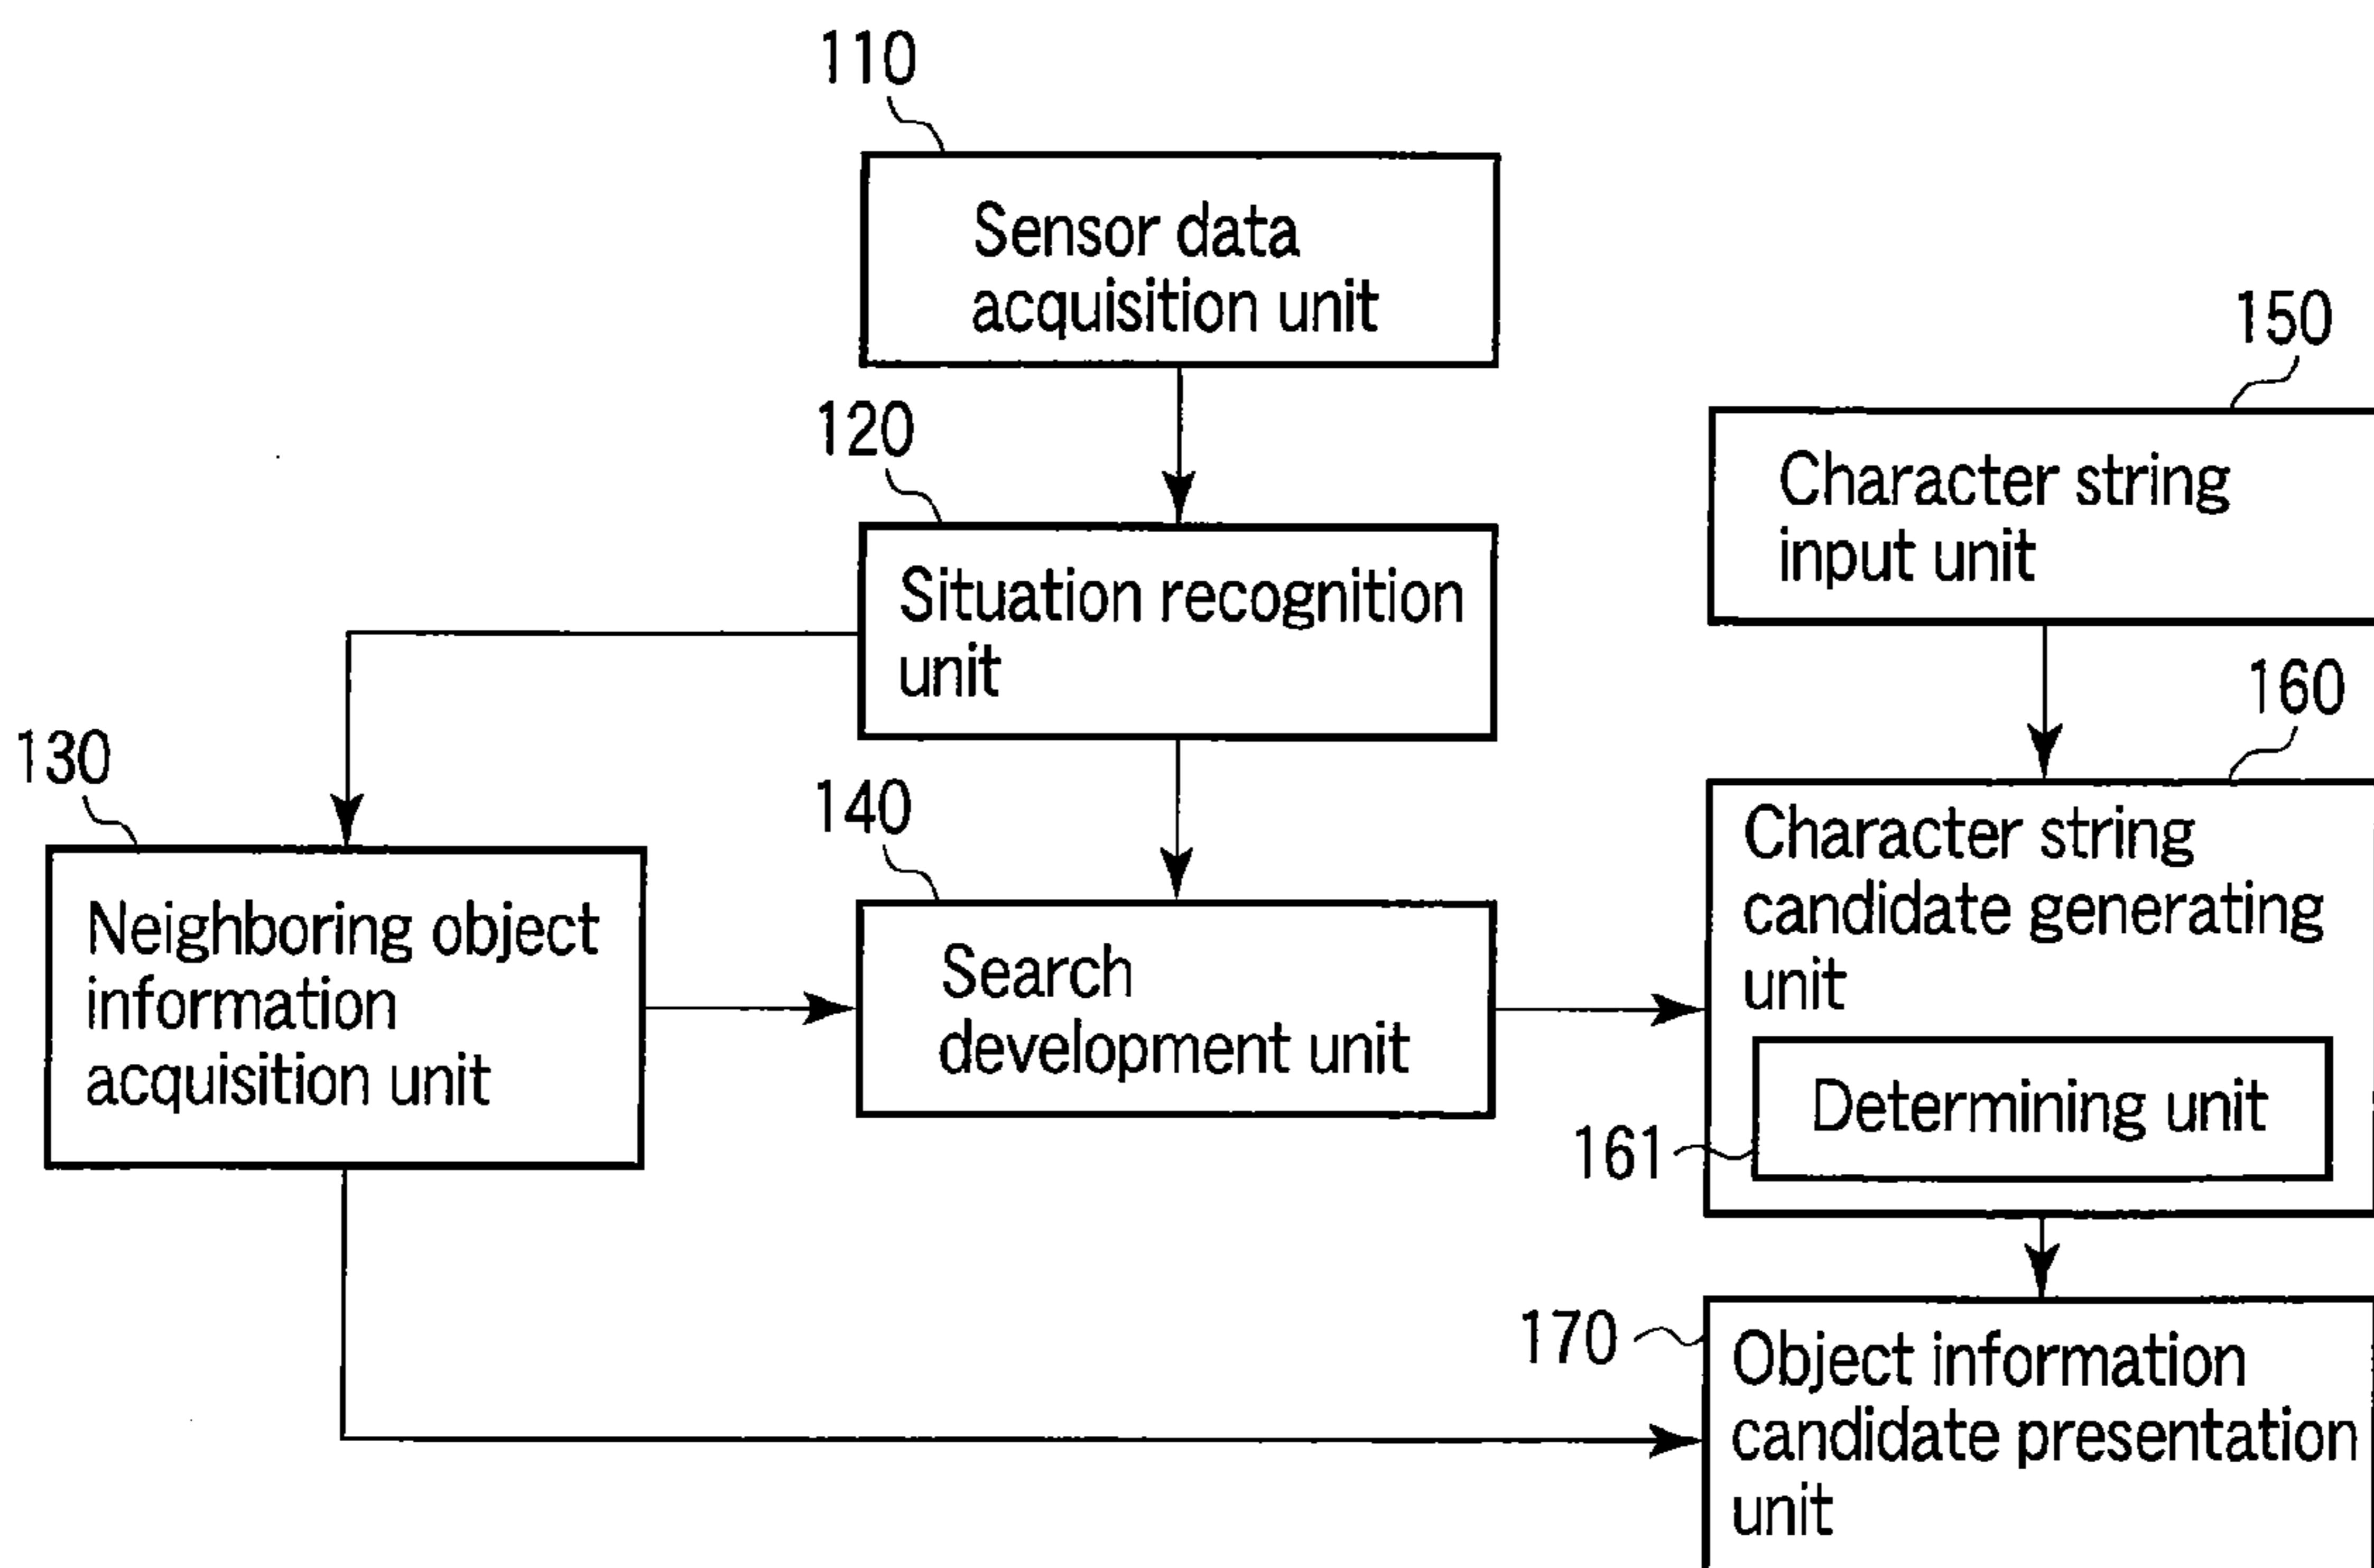 110
Sensor data
acquisition unit
150
Character string
input unit
120
Situation recognition
unit
130
Neighboring object
information
acquisition unit
140
Search
development unit
160
Character string
candidate generating
unit
161
Determining unit
170
Object information
candidate presentation
unit